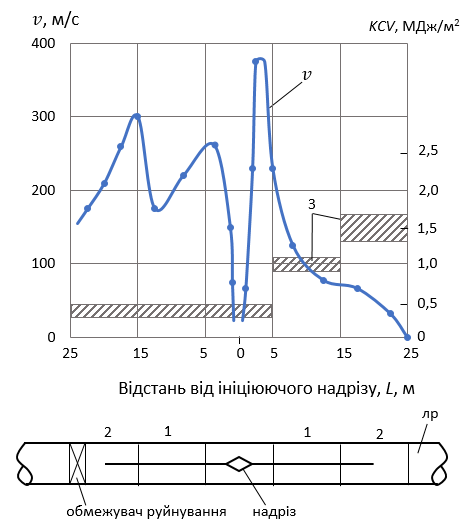 v, м/с
KCV, МДж/м²
400
300
200
100
0
v
3
2,5
2,0
1,5
1,0
0,5
0
25 15 5 0 5 15 25
Відстань від ініціюючого надрізу, L, м
2 1 1 2 лр
обмежувач руйнування надріз